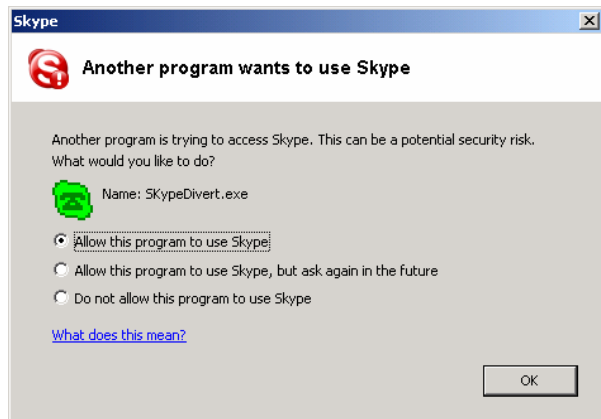 Skype
Another program wants to use Skype
Another program is trying to access Skype. This can be a potential security risk.
What would you like to do?
Name: SKypeDivert.exe
Allow this program to use Skype
Allow this program to use Skype, but ask again in the future
Do not allow this program to use Skype
What does this mean?
OK